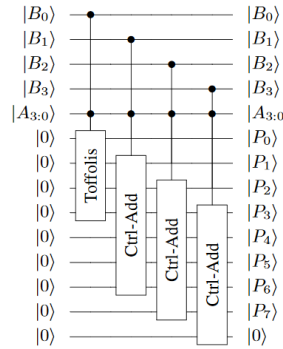 |B₀⟩ |B₀⟩
|B₁⟩ |B₁⟩
|B₂⟩ |B₂⟩
|B₃⟩ |B₃⟩
|A₃:₀⟩ |A₃:₀⟩
|0⟩ |P₀⟩
|0⟩ |P₁⟩
|0⟩ |P₂⟩
|0⟩ |P₃⟩
|0⟩ |P₄⟩
|0⟩ |P₅⟩
|0⟩ |P₆⟩
|0⟩ |P₇⟩
|0⟩ |0⟩
Toffolis
Ctrl-Add
Ctrl-Add
Ctrl-Add